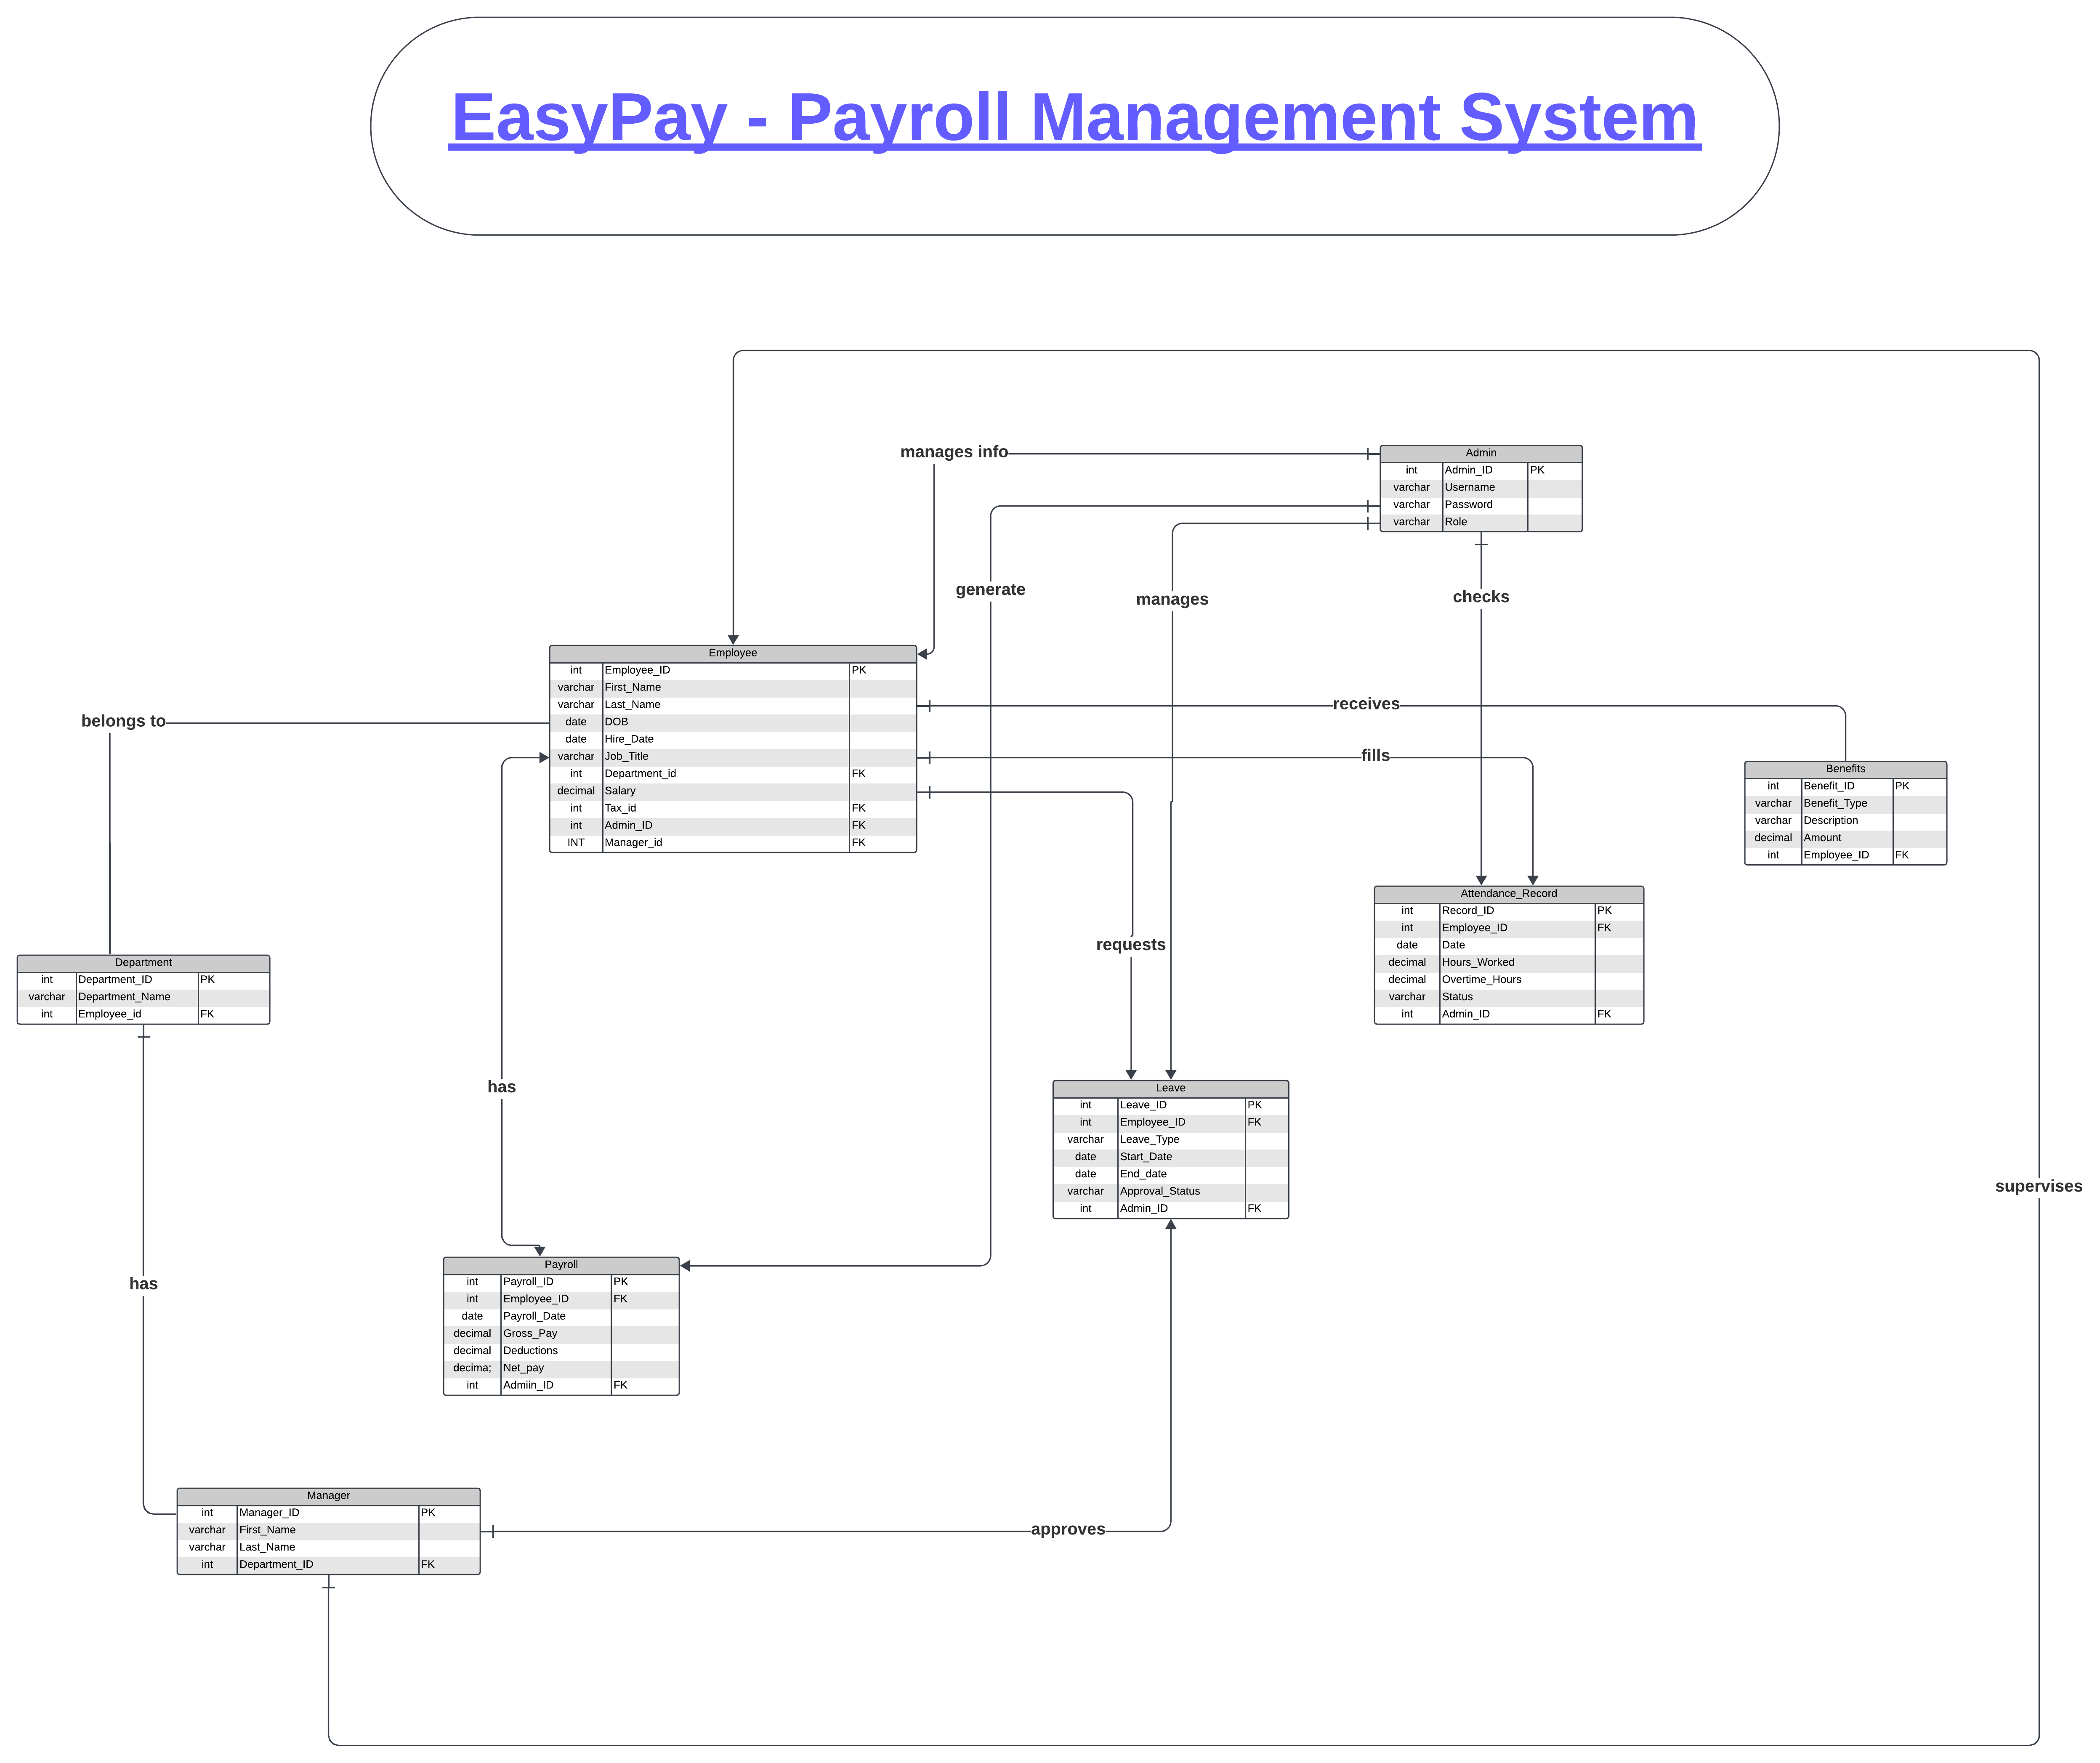 EasyPay - Payroll Management System
manages info
Admin
int Admin_ID PK
varchar Username
varchar Password
varchar Role
generate
manages
checks
Employee
int Employee_ID PK
varchar First_Name
varchar Last_Name
date DOB
date Hire_Date
varchar Job_Title
int Department_id FK
decimal Salary
int Tax_id FK
int Admin_ID FK
INT Manager_id FK
receives
belongs to
fills
Benefits
int Benefit_ID PK
varchar Benefit_Type
varchar Description
decimal Amount
int Employee_ID FK
Attendance_Record
int Record_ID PK
int Employee_ID FK
date Date
decimal Hours_Worked
decimal Overtime_Hours
varchar Status
int Admin_ID FK
requests
Department
int Department_ID PK
varchar Department_Name
int Employee_id FK
has
Leave
int Leave_ID PK
int Employee_ID FK
varchar Leave_Type
date Start_Date
date End_date
varchar Approval_Status
int Admin_ID FK
supervises
Payroll
int Payroll_ID PK
int Employee_ID FK
date Payroll_Date
decimal Gross_Pay
decimal Deductions
decima; Net_pay
int Admiin_ID FK
has
Manager
int Manager_ID PK
varchar First_Name
varchar Last_Name
int Department_ID FK
approves